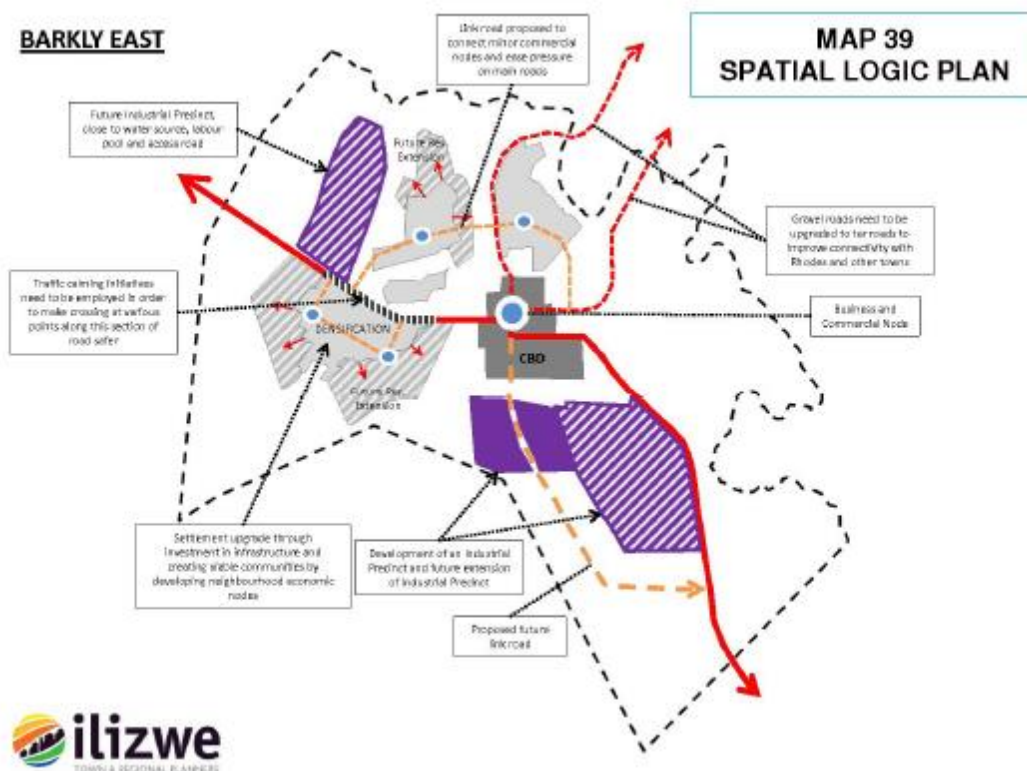 BARKLY EAST
MAP 39
SPATIAL LOGIC PLAN
Link road proposed to
connect minor commercial
nodes and ease pressure
on main roads
Future Industrial Precinct,
close to water source, labour
pool and access road
Future Res
Extension
Gravel roads need to be
upgraded to tar roads to
improve connectivity with
Rhodes and other towns
Traffic calming initiatives
need to be employed in order
to make crossing at various
points along this section of
road safer
Business and
Commercial Node
DENSIFICATION
CBD
Future Res
Extension
Settlement upgrade through
investment in infrastructure and
creating viable communities by
developing neighbourhood economic
nodes
Development of an Industrial
Precinct and future extension
of Industrial Precinct
Proposed future
link road
ilizwe
TOWN & REGIONAL PLANNERS